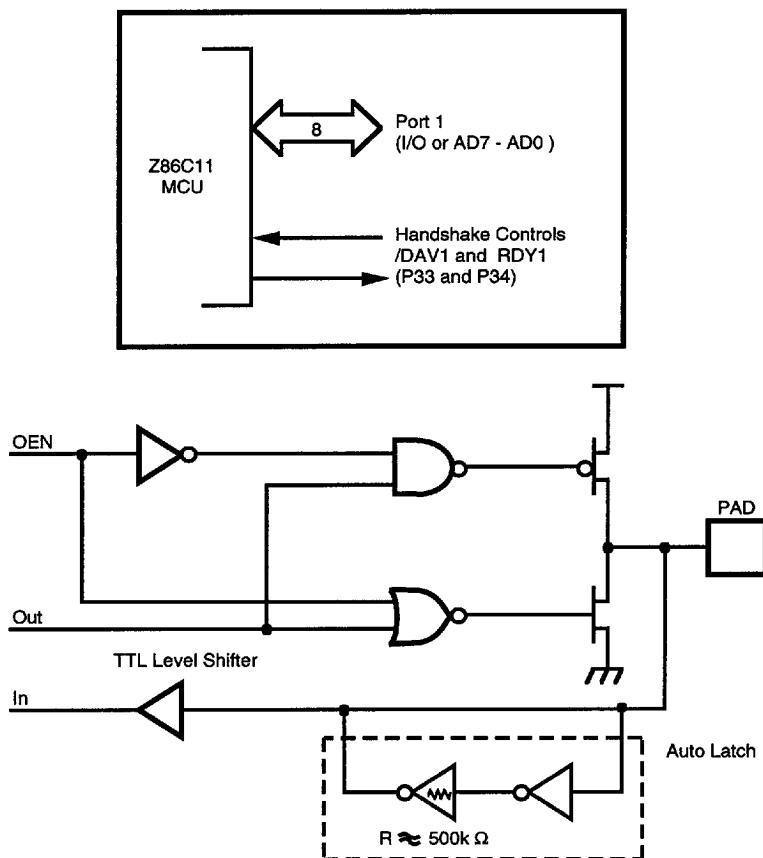 Z86C11
MCU
8
Port 1
(I/O or AD7 - AD0 )
Handshake Controls
/DAV1 and RDY1
(P33 and P34)
OEN
PAD
Out
TTL Level Shifter
In
Auto Latch
R ≈ 500k Ω